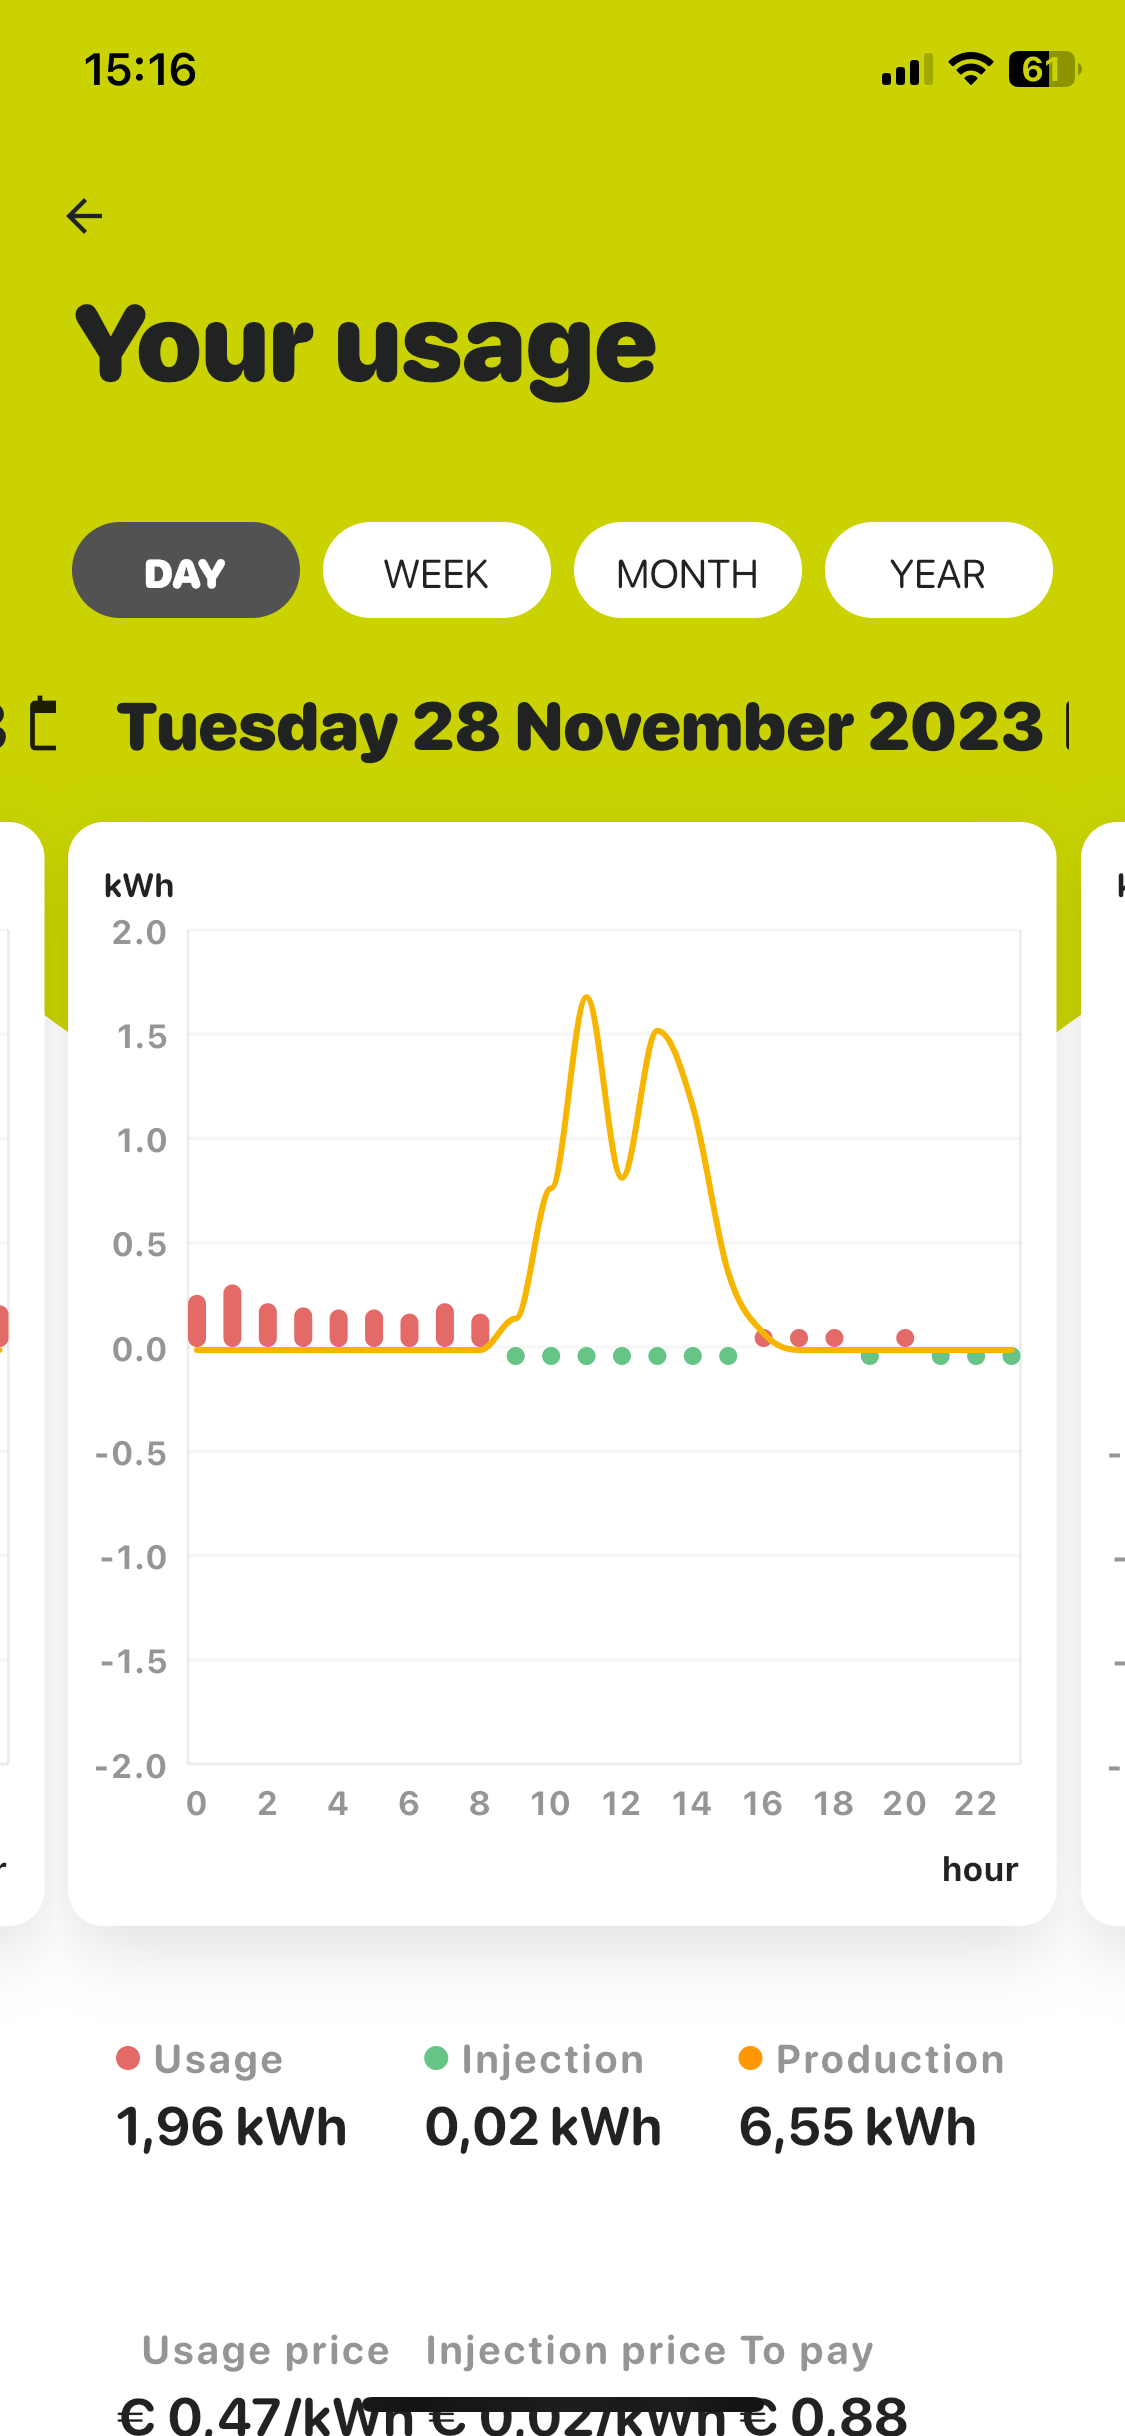 15:16
61
Your usage
DAY WEEK MONTH YEAR
Tuesday 28 November 2023
kWh
2.0
1.5
1.0
0.5
0.0
-0.5
-1.0
-1.5
-2.0
0 2 4 6 8 10 12 14 16 18 20 22
hour
Usage Injection Production
1,96 kWh 0,02 kWh 6,55 kWh
Usage price Injection price To pay
€ 0,47/kWh € 0,02/kWh € 0,88